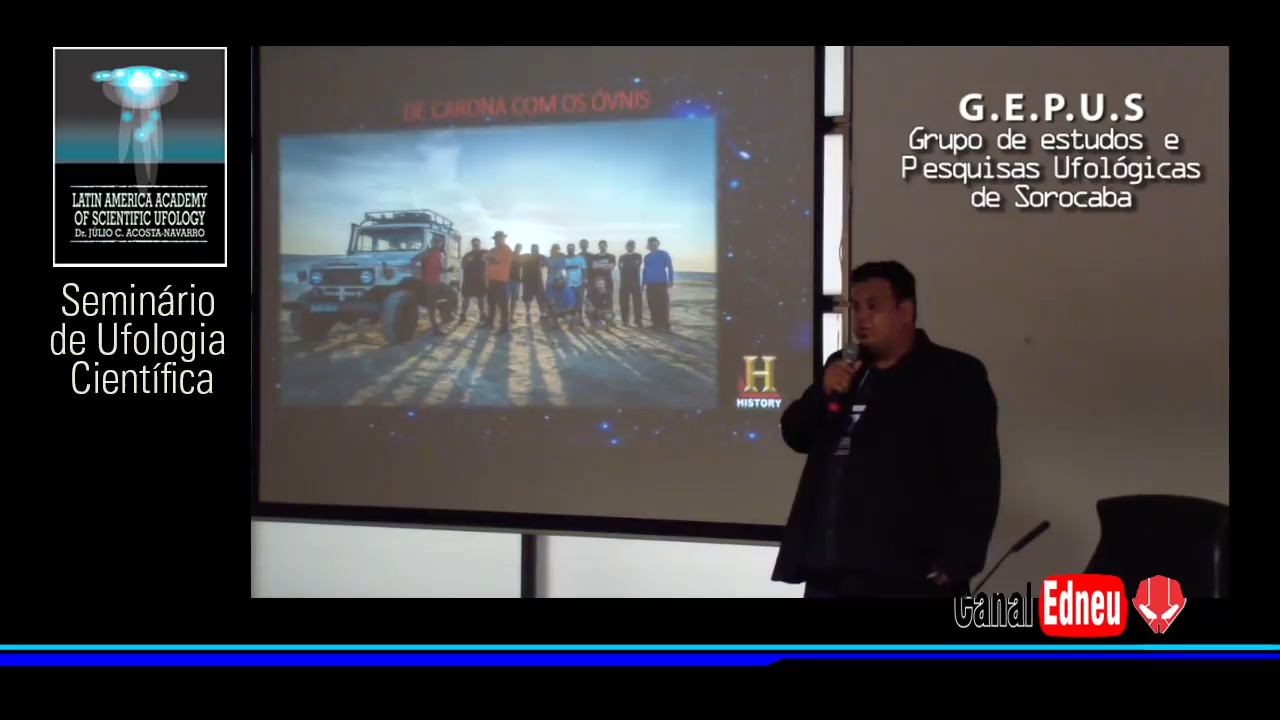 LATIN AMERICA ACADEMY
OF SCIENTIFIC UFOLOGY
Dr. JÚLIO C. ACOSTA-NAVARRO
Seminário
de Ufologia
Científica
DE CARONA COM OS ÓVNIS
H
HISTORY
G.E.P.U.S
Grupo de estudos e
Pesquisas Ufológicas
de Sorocaba
Canal Edneu